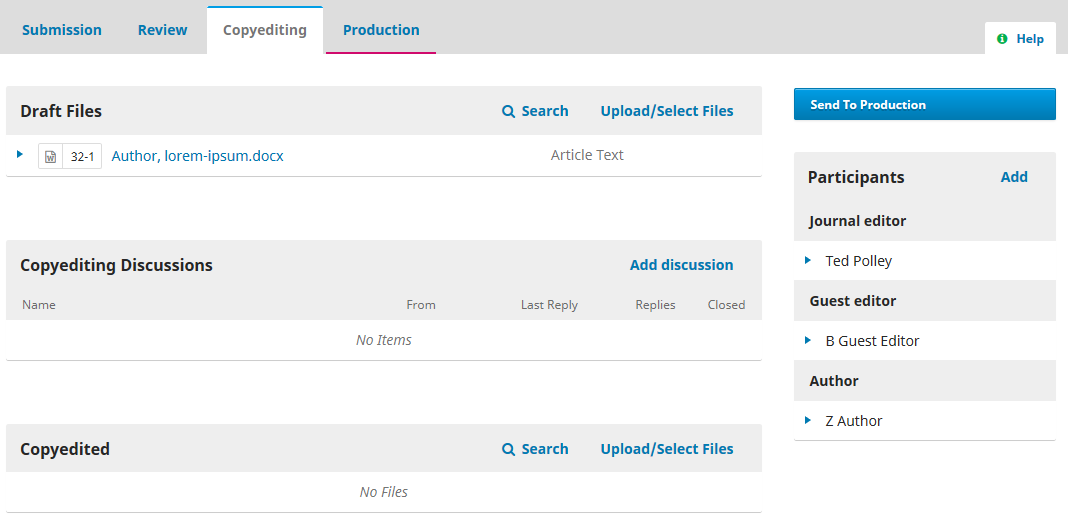 Submission Review Copyediting Production
Help
Draft Files Search Upload/Select Files
W 32-1 Author, lorem-ipsum.docx Article Text
Copyediting Discussions Add discussion
Name From Last Reply Replies Closed
No Items
Copyedited Search Upload/Select Files
No Files
Send To Production
Participants Add
Journal editor
Ted Polley
Guest editor
B Guest Editor
Author
Z Author